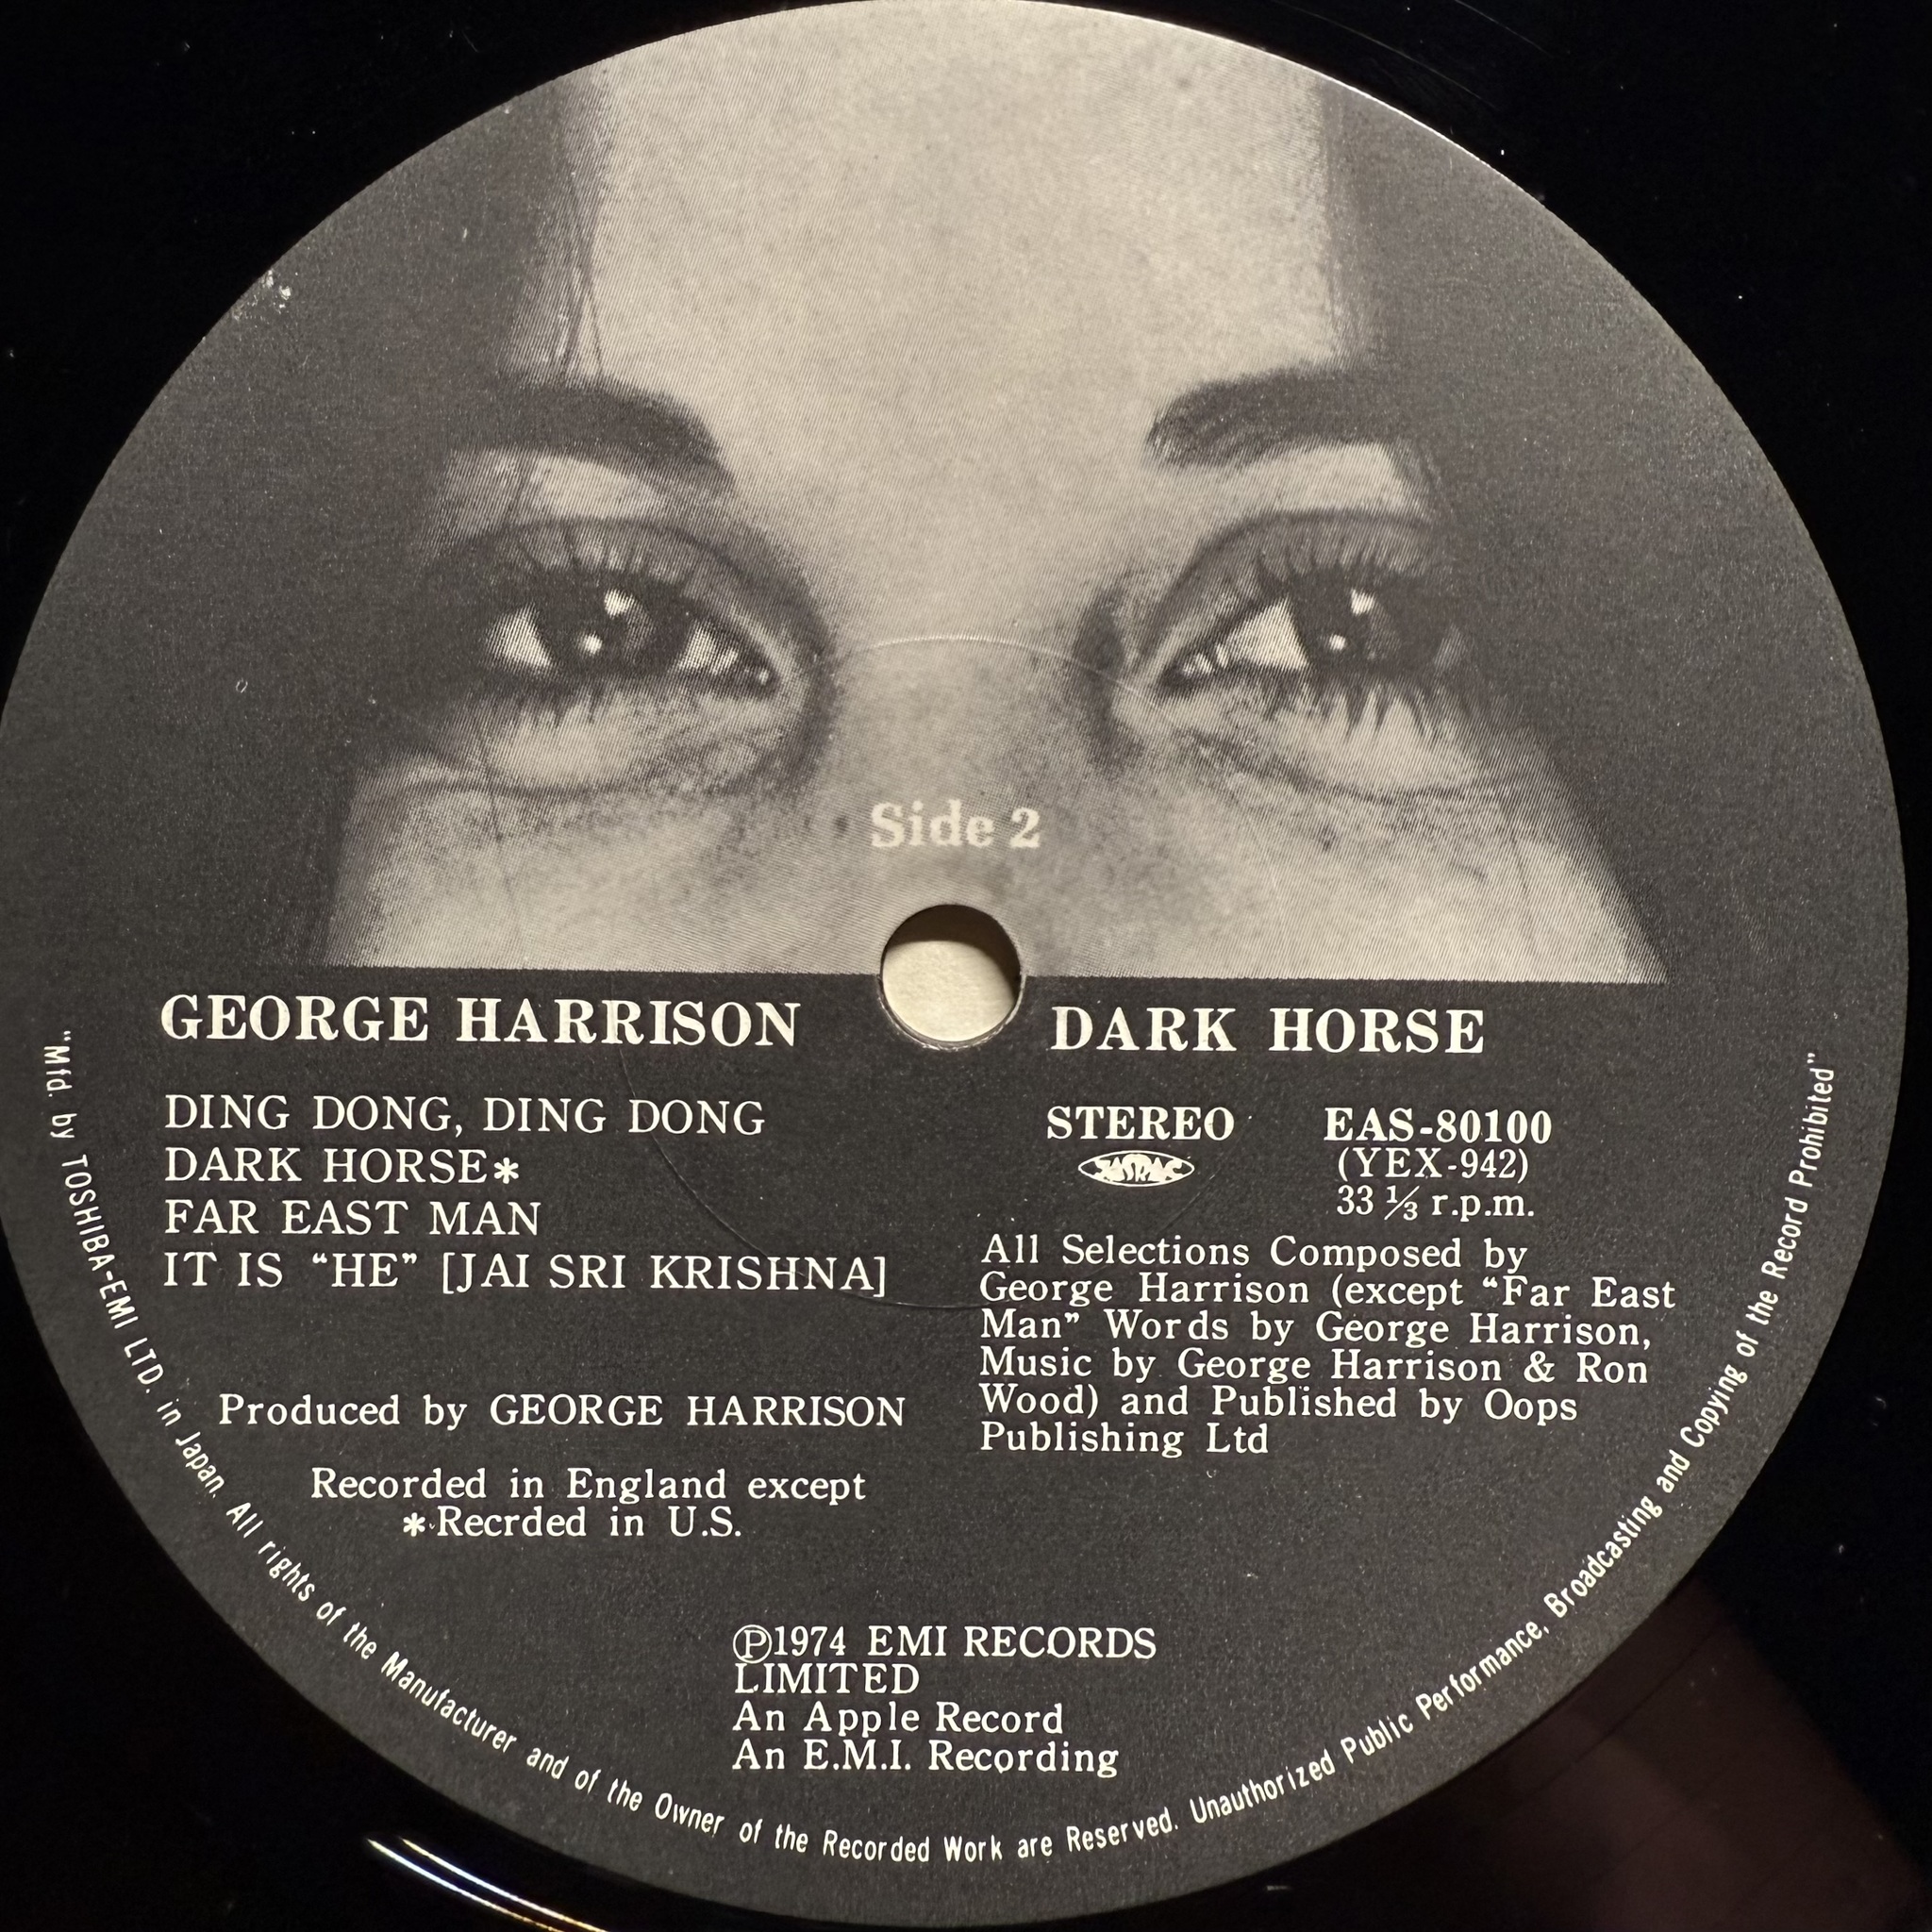 Side 2
GEORGE HARRISON
DARK HORSE
DING DONG, DING DONG
DARK HORSE*
FAR EAST MAN
IT IS “HE” [JAI SRI KRISHNA]
STEREO
JASRAC
EAS-80100
(YEX-942)
33 ⅓ r.p.m.
All Selections Composed by
George Harrison (except “Far East
Man” Words by George Harrison,
Music by George Harrison & Ron
Wood) and Published by Oops
Publishing Ltd
Produced by GEORGE HARRISON
Recorded in England except
*Recrded in U.S.
Ⓟ1974 EMI RECORDS
LIMITED
An Apple Record
An E.M.I. Recording
"Mfd. by TOSHIBA-EMI LTD. in Japan. All rights of the Manufacturer and of the Owner of the Recorded Work are Reserved. Unauthorized Public Performance, Broadcasting and Copying of the Record Prohibited"